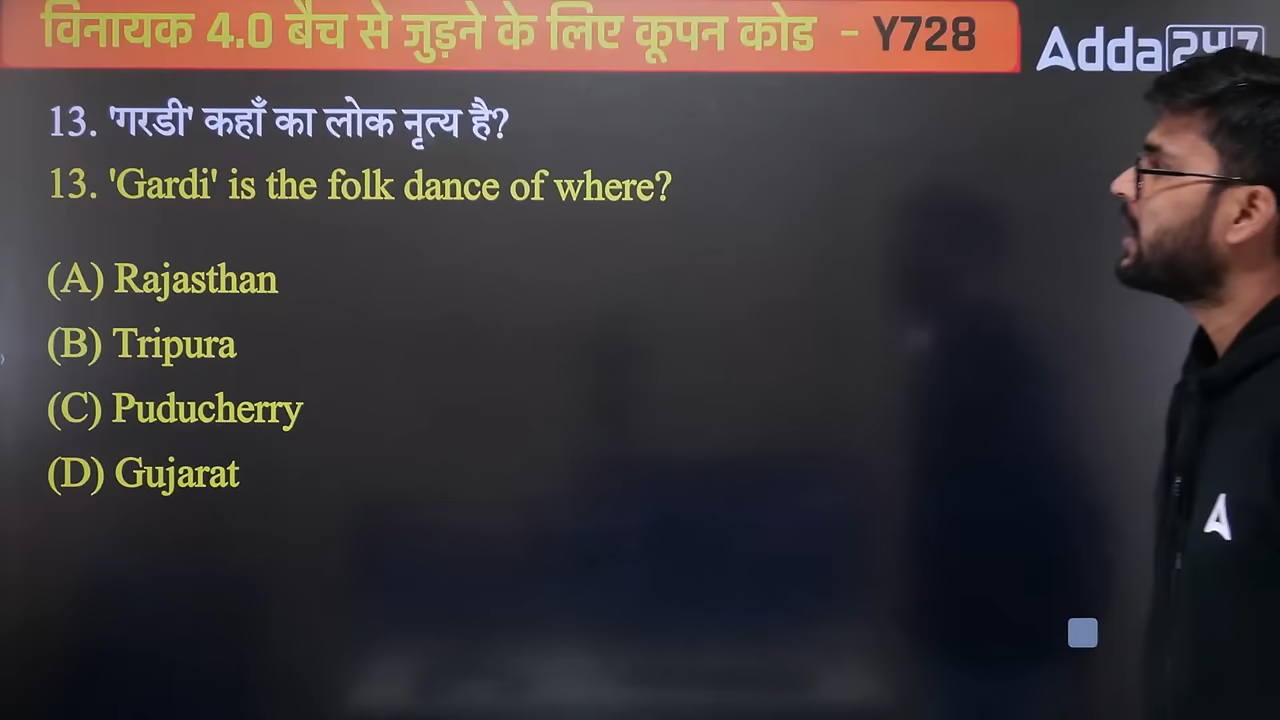 विनायक 4.0 बैच से जुड़ने के लिए कूपन कोड - Y728
Adda247
13. 'गरडी' कहाँ का लोक नृत्य है?
13. 'Gardi' is the folk dance of where?
(A) Rajasthan
(B) Tripura
(C) Puducherry
(D) Gujarat